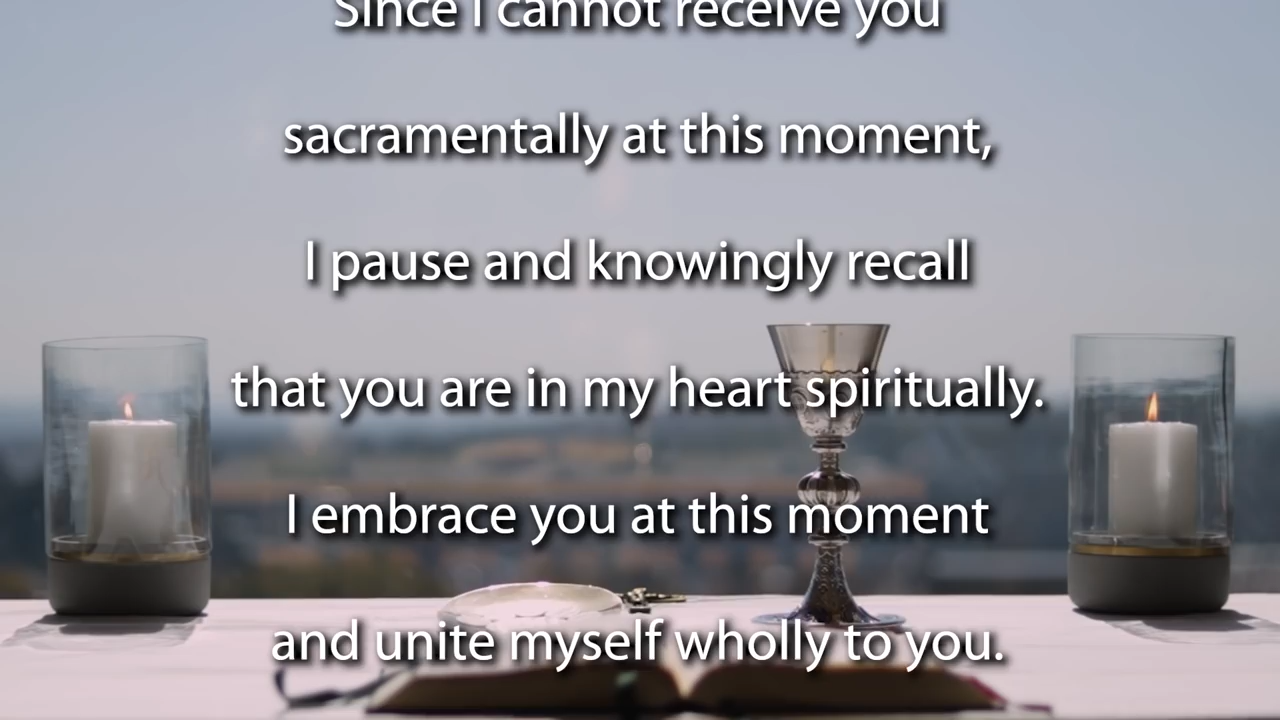 Since I cannot receive you
sacramentally at this moment,
I pause and knowingly recall
that you are in my heart spiritually.
I embrace you at this moment
and unite myself wholly to you.